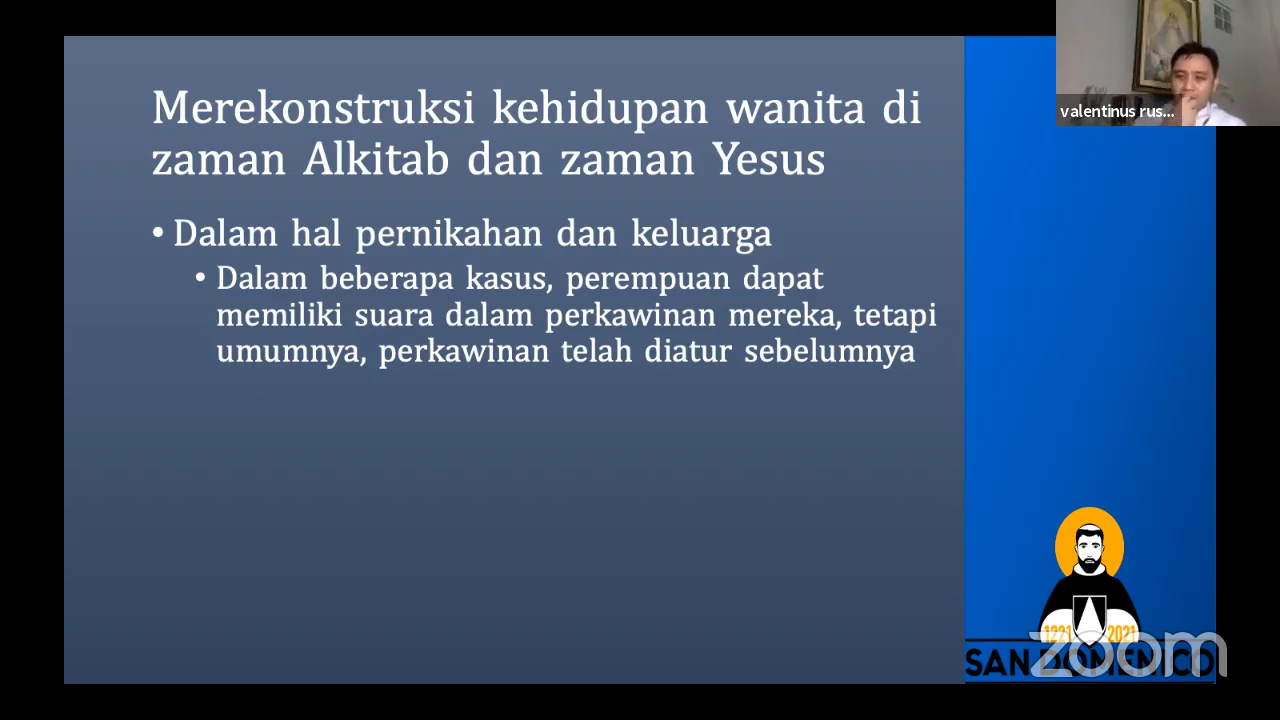 valentinus rus...
Merekonstruksi kehidupan wanita di
zaman Alkitab dan zaman Yesus
• Dalam hal pernikahan dan keluarga
• Dalam beberapa kasus, perempuan dapat
memiliki suara dalam perkawinan mereka, tetapi
umumnya, perkawinan telah diatur sebelumnya
1221 2021
SAN DOMENICO
zoom